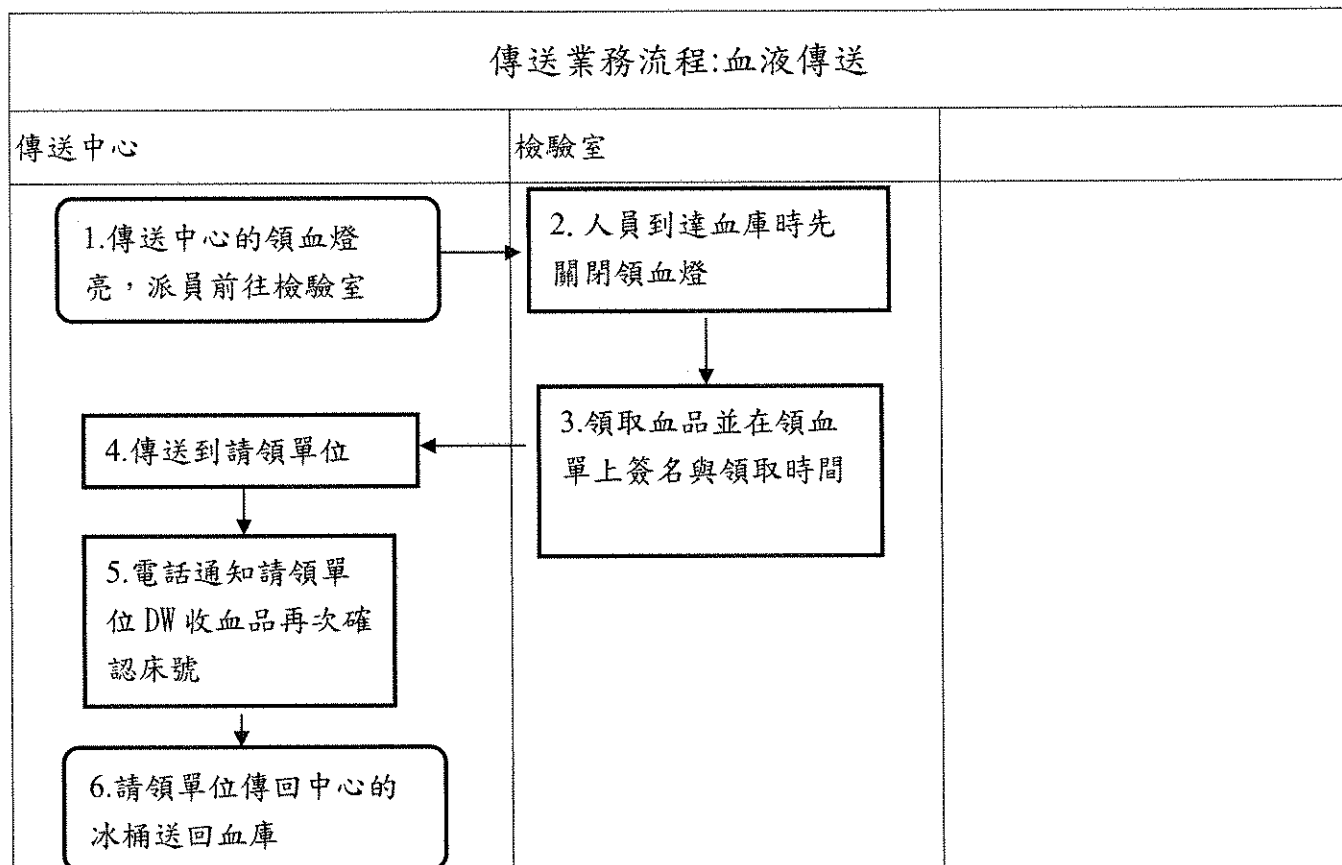 傳送業務流程:血液傳送
傳送中心
檢驗室
1.傳送中心的領血燈
亮，派員前往檢驗室
2. 人員到達血庫時先
關閉領血燈
3.領取血品並在領血
單上簽名與領取時間
4.傳送到請領單位
5.電話通知請領單
位 DW 收血品再次確
認床號
6.請領單位傳回中心的
冰桶送回血庫